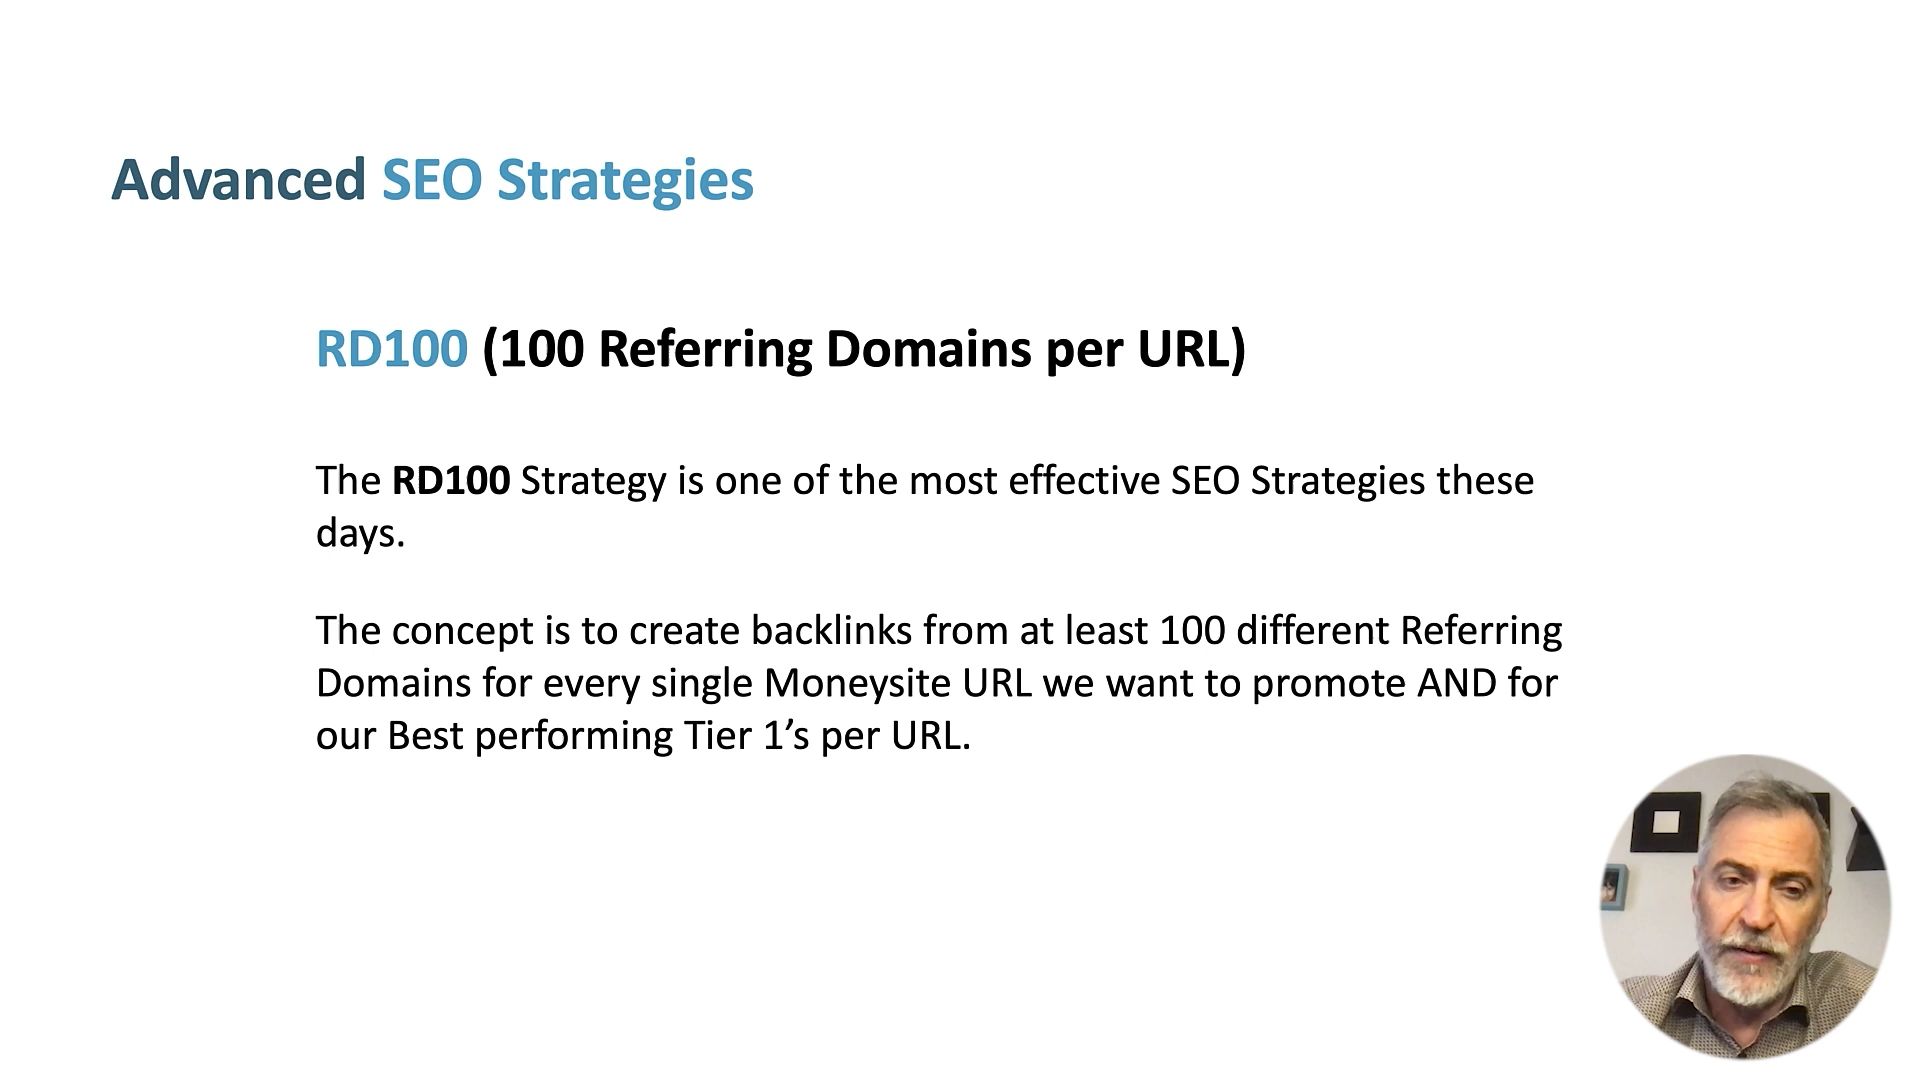 Advanced SEO Strategies
RD100 (100 Referring Domains per URL)
The RD100 Strategy is one of the most effective SEO Strategies these
days.
The concept is to create backlinks from at least 100 different Referring
Domains for every single Moneysite URL we want to promote AND for
our Best performing Tier 1’s per URL.